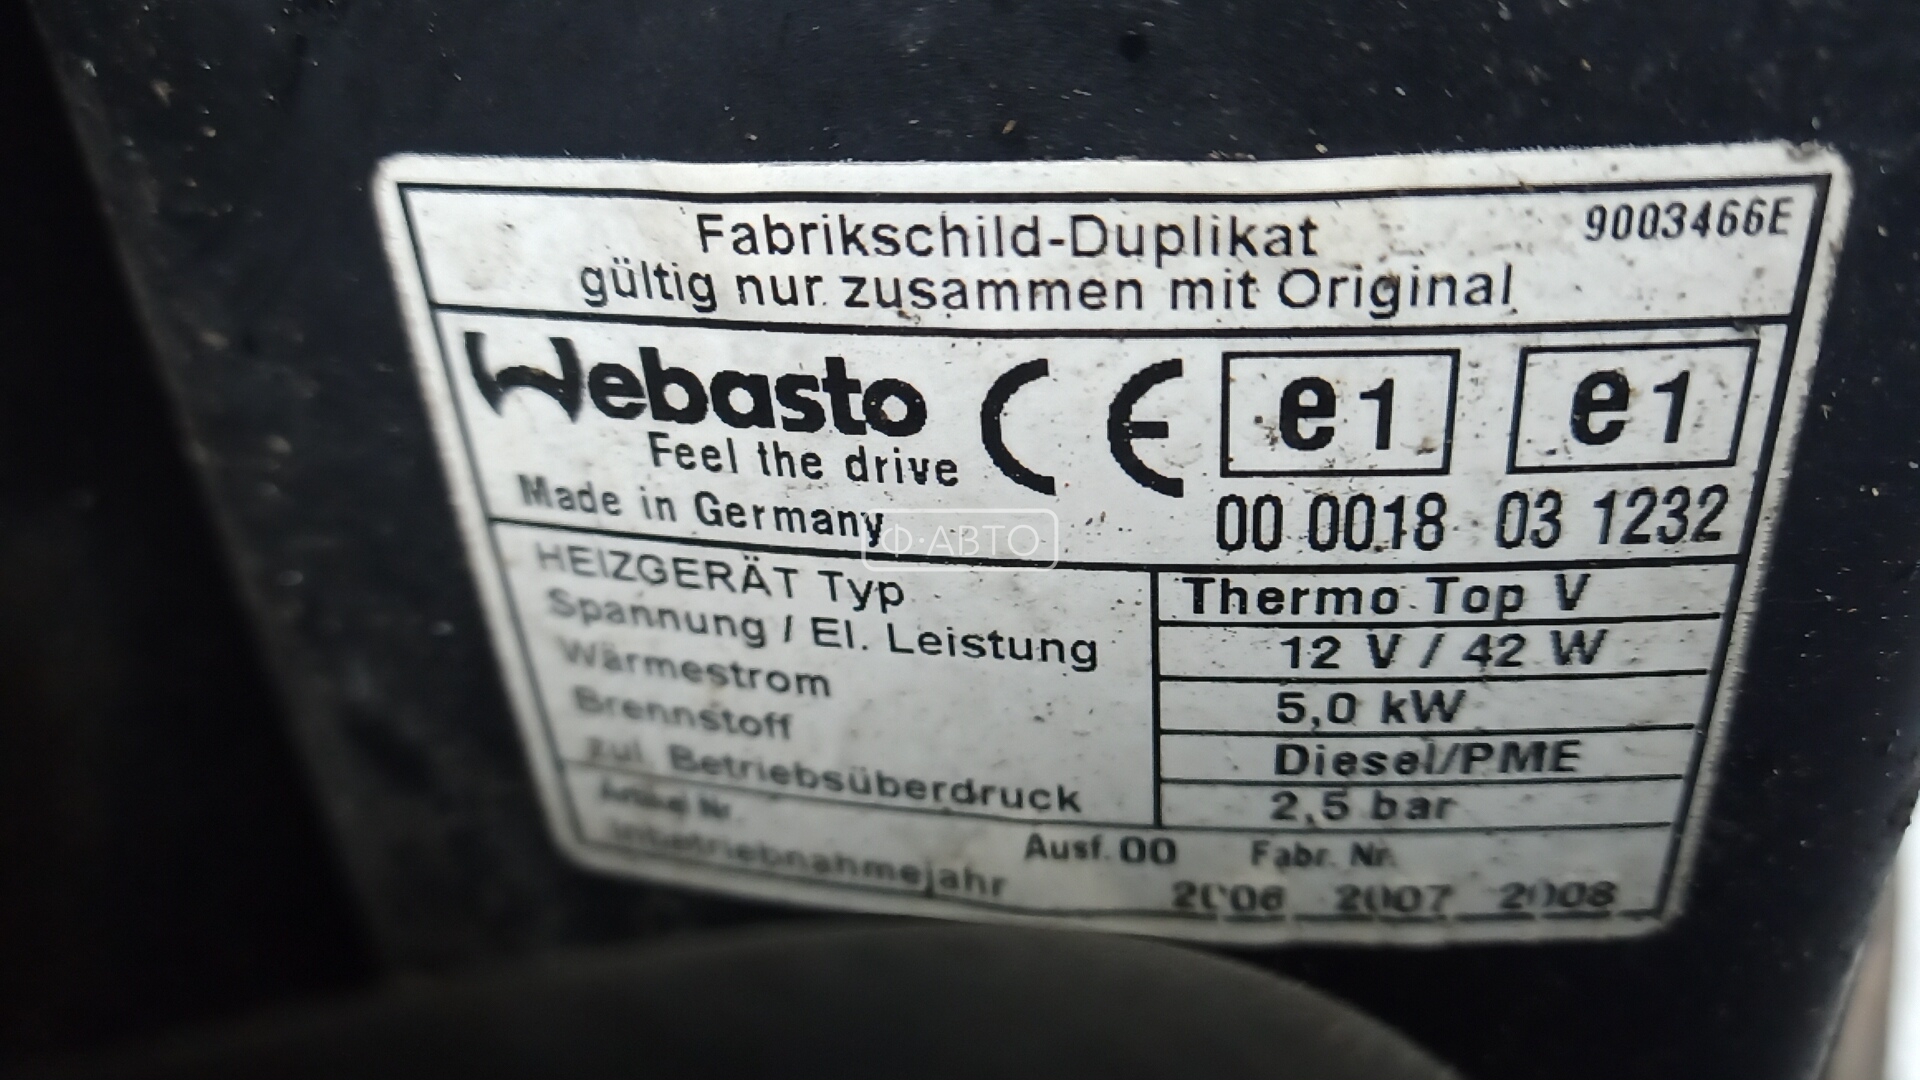 Fabrikschild-Duplikat 9003466E
gültig nur zusammen mit Original
Webasto CE e1 e1
Feel the drive
Made in Germany 00 0018 03 1232
Ф·АВТО
HEIZGERÄT Typ Thermo Top V
Spannung / El. Leistung 12 V / 42 W
Wärmestrom 5,0 kW
Brennstoff Diesel/PME
zul. Betriebsüberdruck 2,5 bar
Artikel Nr. Ausf. 00 Fabr. Nr.
Inbetriebnahmejahr 2006 2007 2008